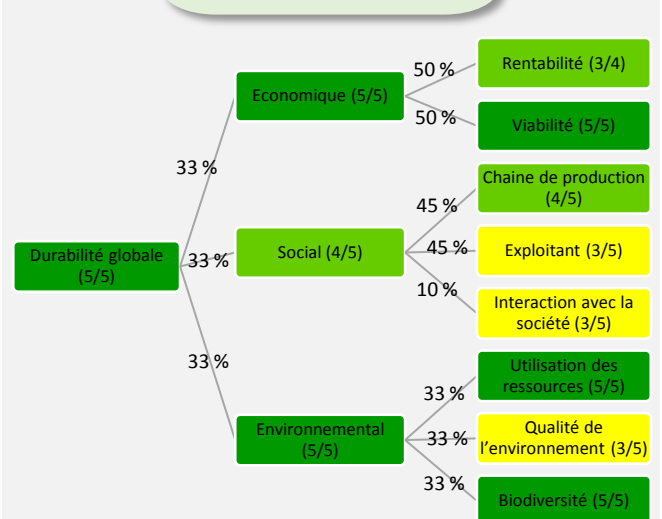 50 %
Rentabilité (3/4)
Economique (5/5)
50 %
Viabilité (5/5)
33 %
Chaine de production
(4/5)
45 %
Durabilité globale
(5/5)
33 %
Social (4/5)
45 %
Exploitant (3/5)
10 %
Interaction avec la
société (3/5)
33 %
Utilisation des
ressources (5/5)
33 %
Environnemental
(5/5)
33 %
Qualité de
l'environnement (3/5)
33 %
Biodiversité (5/5)